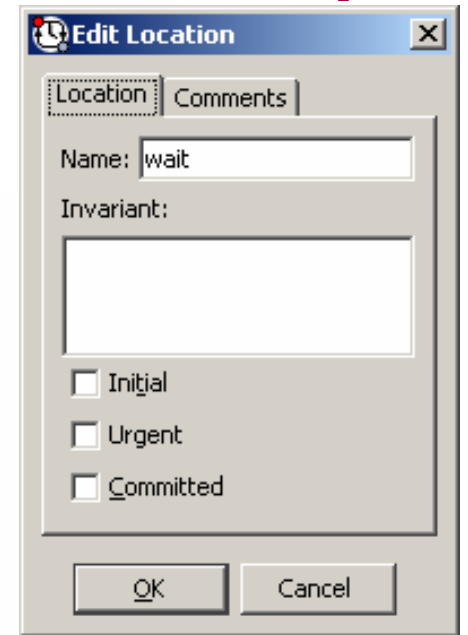 Edit Location
Location Comments
Name: wait
Invariant:
Initial
Urgent
Committed
OK Cancel